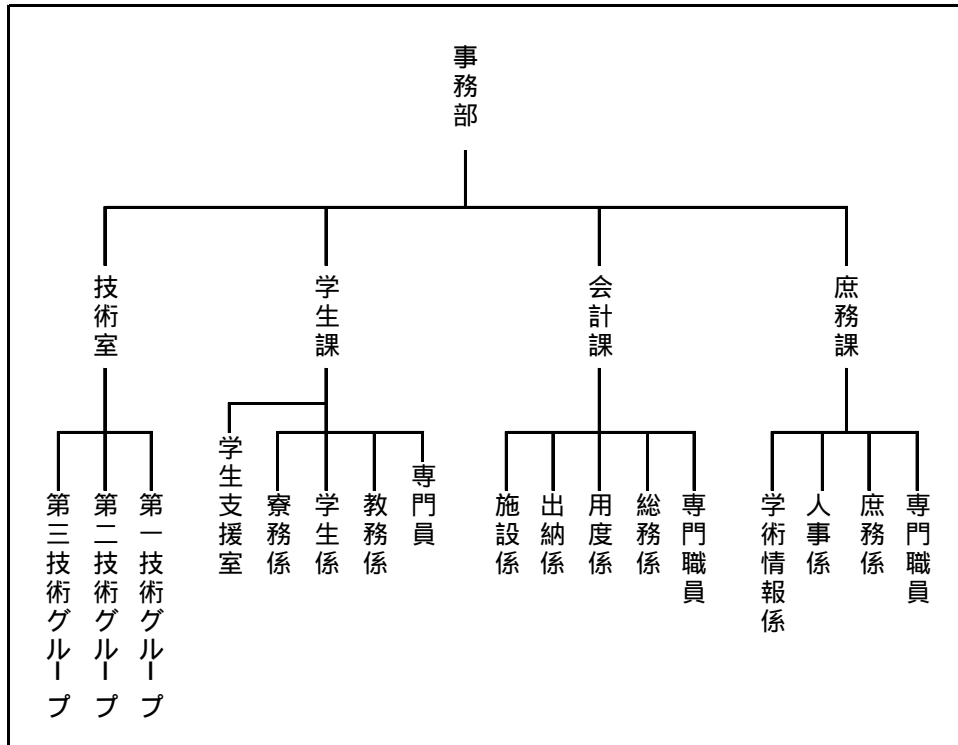 事務部
庶務課
会計課
学生課
技術室
専門職員
庶務係
人事係
学術情報係
専門職員
総務係
用度係
出納係
施設係
専門員
教務係
学生係
寮務係
学生支援室
第一技術グループ
第二技術グループ
第三技術グループ